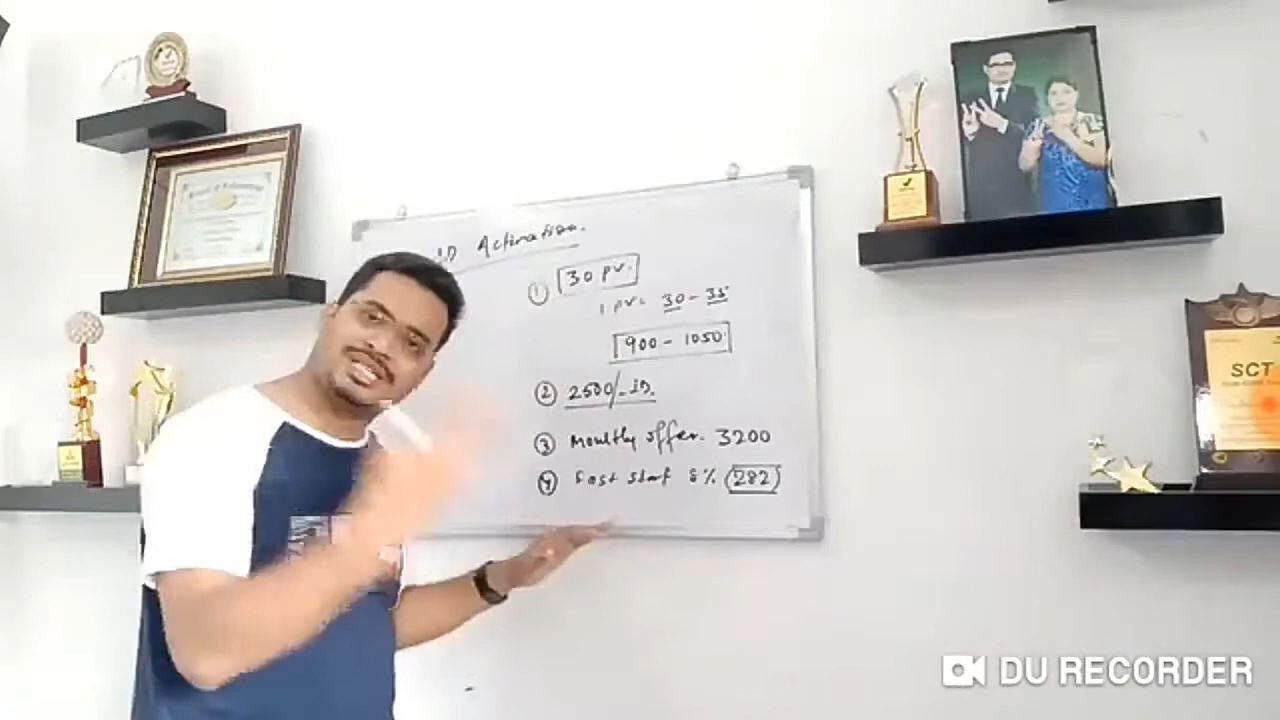 ID Activation.
① 30 PV.
1 PV = 30 - 35
900 - 1050
② 2500/- ID.
③ Monthly offer. 3200
④ Fast start 8% 282
SCT
DU RECORDER